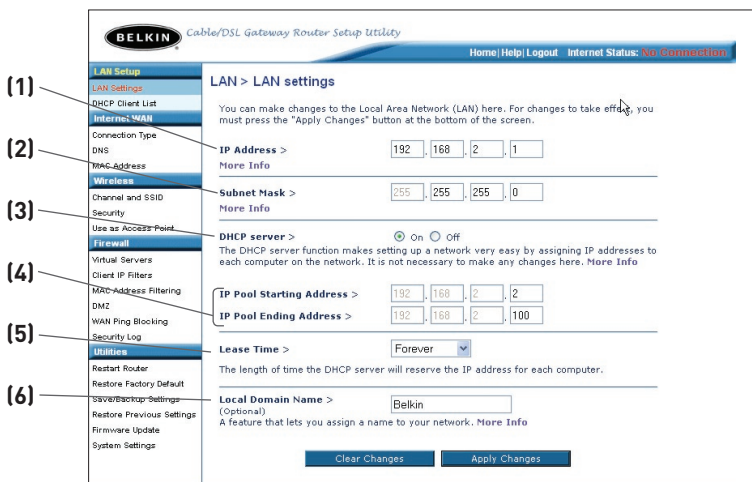 BELKIN
Cable/DSL Gateway Router Setup Utility
Home|Help|Logout Internet Status: No Connection
LAN Setup
LAN Settings
DHCP Client List
Internet WAN
Connection Type
DNS
MAC Address
Wireless
Channel and SSID
Security
Use as Access Point
Firewall
Virtual Servers
Client IP Filters
MAC Address Filtering
DMZ
WAN Ping Blocking
Security Log
Utilities
Restart Router
Restore Factory Default
Save/Backup Settings
Restore Previous Settings
Firmware Update
System Settings
(1)
(2)
(3)
(4)
(5)
(6)
LAN > LAN settings
You can make changes to the Local Area Network (LAN) here. For changes to take effect, you
must press the "Apply Changes" button at the bottom of the screen.
IP Address > 192 . 168 . 2 . 1
More Info
Subnet Mask > 255 . 255 . 255 . 0
More Info
DHCP server > On Off
The DHCP server function makes setting up a network very easy by assigning IP addresses to
each computer on the network. It is not necessary to make any changes here. More Info
IP Pool Starting Address > 192 . 168 . 2 . 2
IP Pool Ending Address > 192 . 168 . 2 . 100
Lease Time > Forever
The length of time the DHCP server will reserve the IP address for each computer.
Local Domain Name > Belkin
(Optional)
A feature that lets you assign a name to your network. More Info
Clear Changes Apply Changes